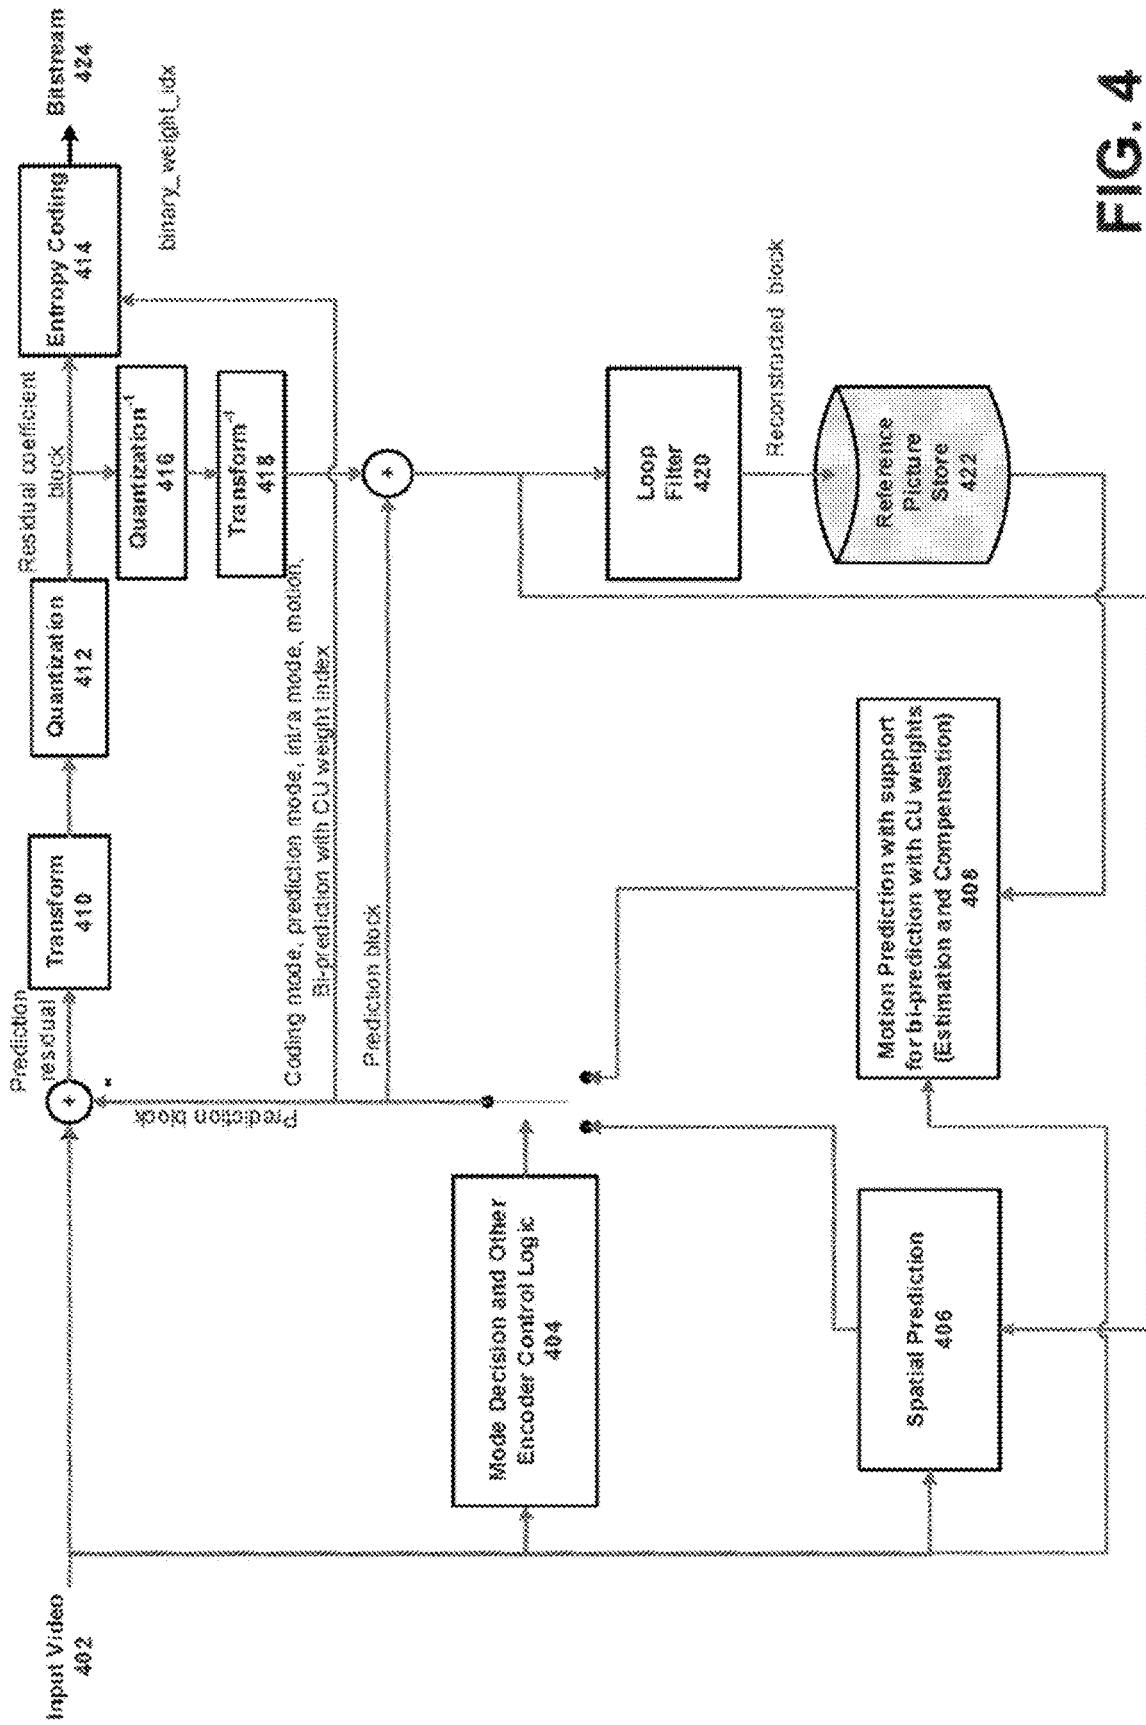 Input Video
402
Prediction
residual
Transform
410
Quantization
412
Residual coefficient
block
Entropy Coding
414
Bitstream
424
binary_weight_idx
Quantization-1
416
Transform-1
418
Prediction block
Coding mode, prediction mode, intra mode, motion,
Bi-prediction with CU weight index
Prediction block
+
-
+
Mode Decision and Other
Encoder Control Logic
404
Loop
Filter
420
Reconstructed block
Spatial Prediction
406
Motion Prediction with support
for bi-prediction with CU weights
(Estimation and Compensation)
408
Reference
Picture
Store
422
FIG. 4